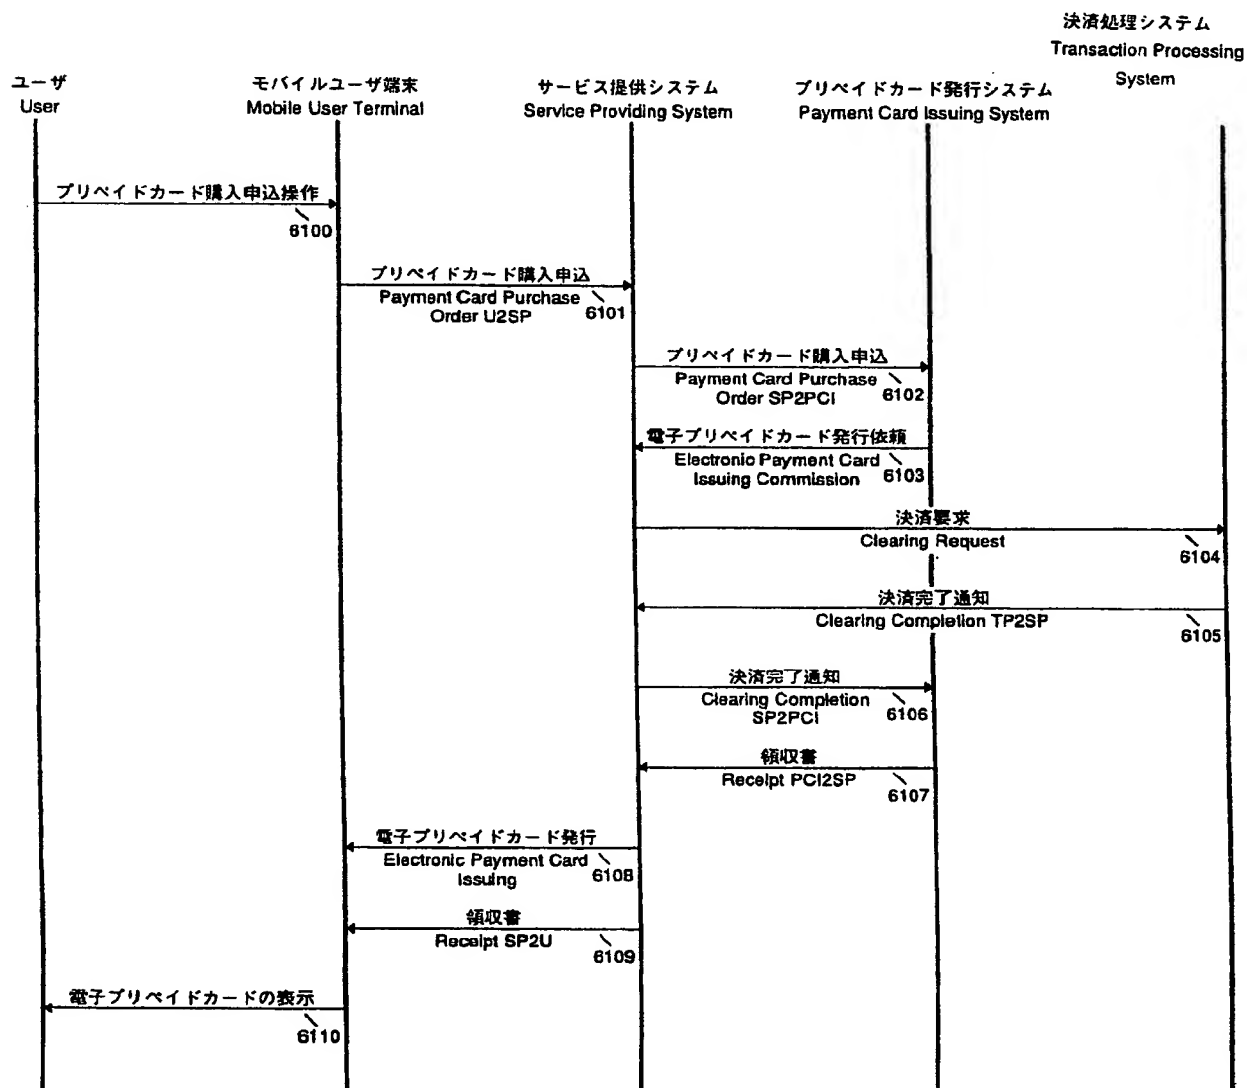 決済処理システム
Transaction Processing
System
ユーザ
User
モバイルユーザ端末
Mobile User Terminal
サービス提供システム
Service Providing System
プリペイドカード発行システム
Payment Card Issuing System
プリペイドカード購入申込操作
6100
プリペイドカード購入申込
Payment Card Purchase
Order U2SP
6101
プリペイドカード購入申込
Payment Card Purchase
Order SP2PCI
6102
電子プリペイドカード発行依頼
Electronic Payment Card
Issuing Commission
6103
決済要求
Clearing Request
6104
決済完了通知
Clearing Completion TP2SP
6105
決済完了通知
Clearing Completion
SP2PCI
6106
領収書
Receipt PCI2SP
6107
電子プリペイドカード発行
Electronic Payment Card
Issuing
6108
領収書
Receipt SP2U
6109
電子プリペイドカードの表示
6110